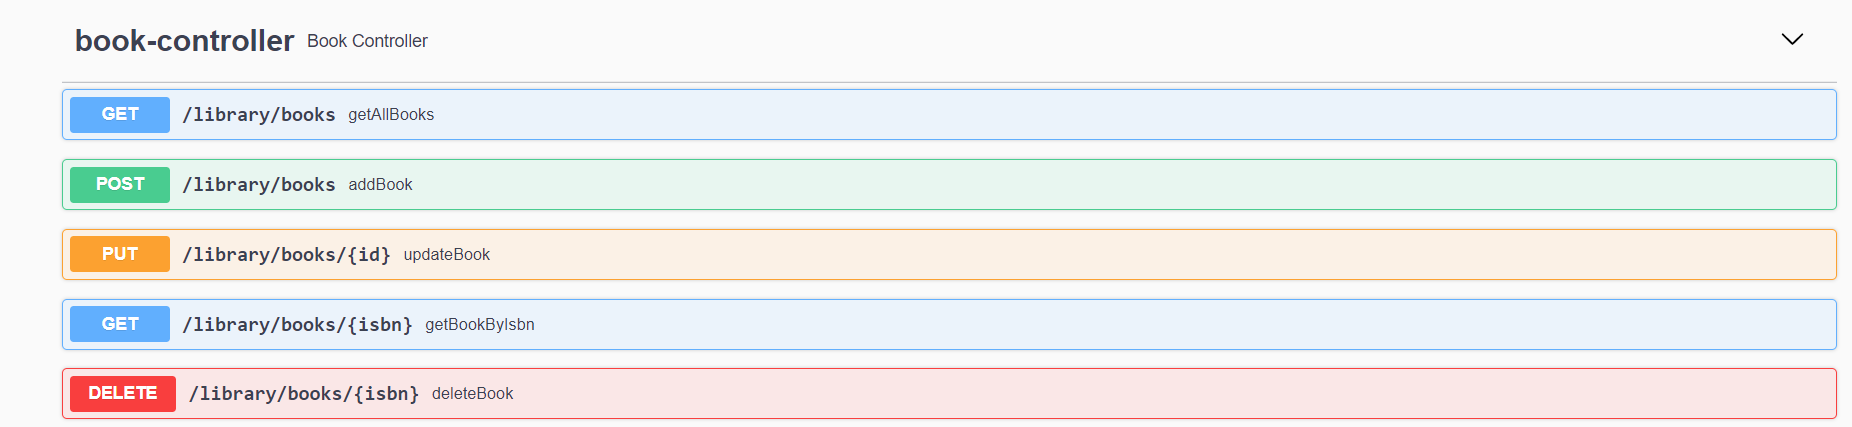 book-controller Book Controller
GET /library/books getAllBooks
POST /library/books addBook
PUT /library/books/{id} updateBook
GET /library/books/{isbn} getBookByIsbn
DELETE /library/books/{isbn} deleteBook